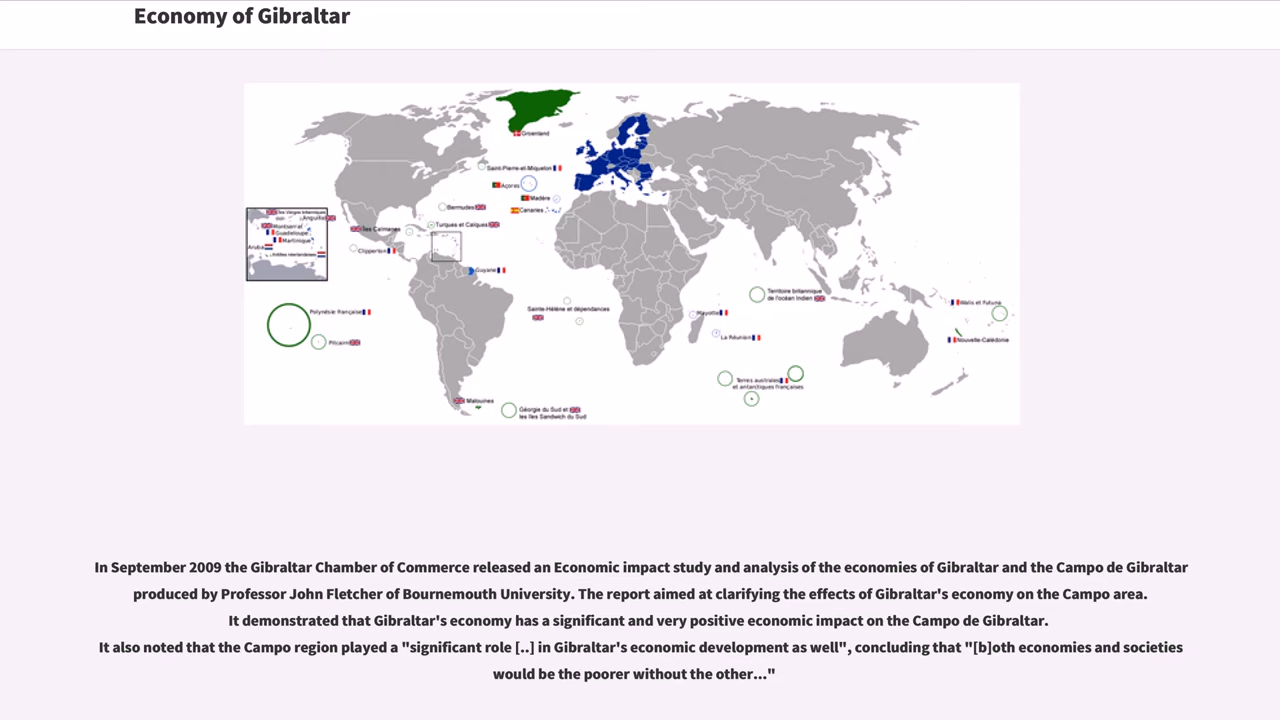 Economy of Gibraltar
Groenland
Saint-Pierre-et-Miquelon
Açores
Madère
Canaries
Bermudes
Îles Vierges britanniques
Anguilla
Montserrat
Guadeloupe
Martinique
Aruba
Antilles néerlandaises
Îles Caïmanes
Turques et Caïques
Clipperton
Guyane
Territoire britannique
de l'océan Indien
Wallis et Futuna
Sainte-Hélène et dépendances
Mayotte
Polynésie française
La Réunion
Nouvelle-Calédonie
Pitcairn
Terres australes
et antarctiques françaises
Malouines
Géorgie du Sud et
les îles Sandwich du Sud
In September 2009 the Gibraltar Chamber of Commerce released an Economic impact study and analysis of the economies of Gibraltar and the Campo de Gibraltar
produced by Professor John Fletcher of Bournemouth University. The report aimed at clarifying the effects of Gibraltar's economy on the Campo area.
It demonstrated that Gibraltar's economy has a significant and very positive economic impact on the Campo de Gibraltar.
It also noted that the Campo region played a "significant role [..] in Gibraltar's economic development as well", concluding that "[b]oth economies and societies
would be the poorer without the other..."